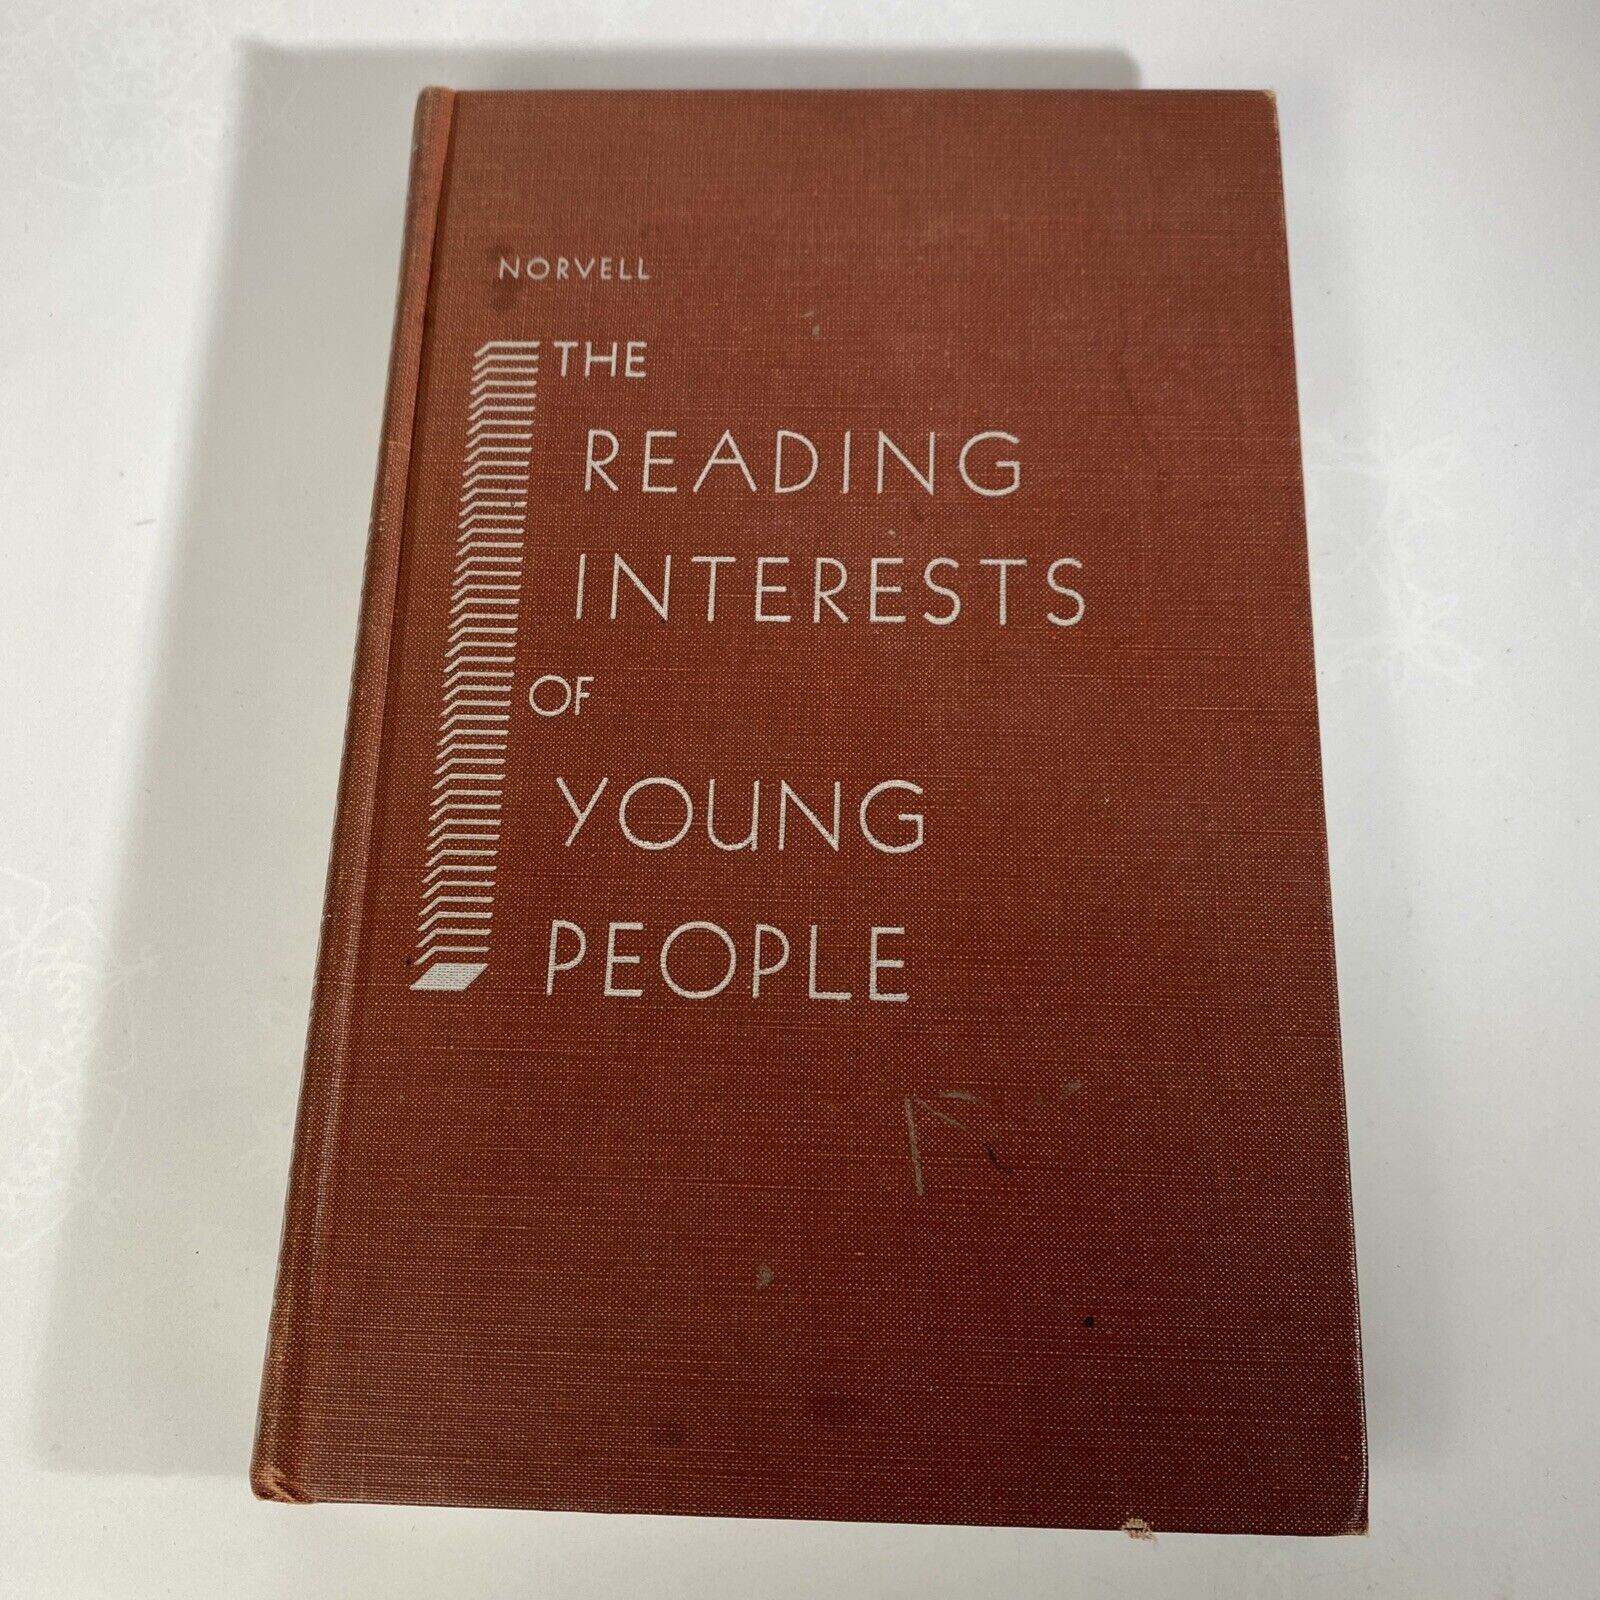 NORVELL
THE
READING
INTERESTS
OF
YOUNG
PEOPLE